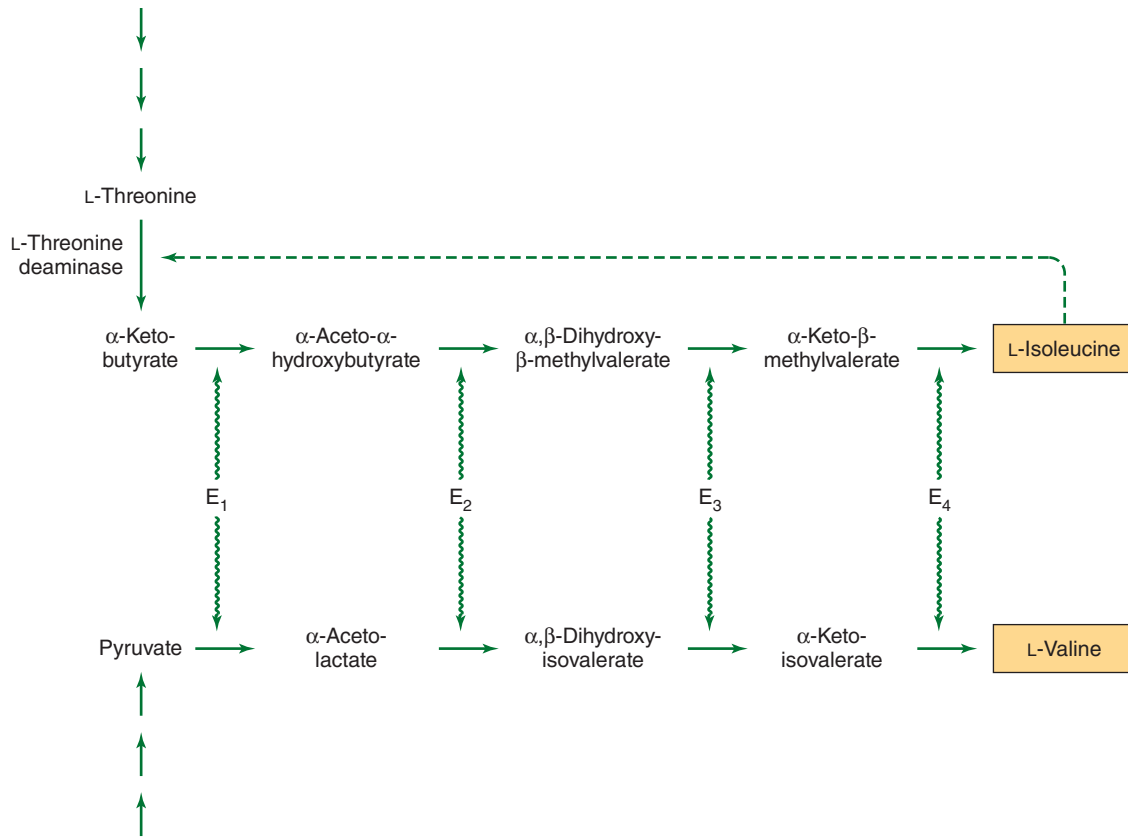 L-Threonine
L-Threonine
deaminase
α-Keto-
butyrate
α-Aceto-α-
hydroxybutyrate
α,β-Dihydroxy-
β-methylvalerate
α-Keto-β-
methylvalerate
L-Isoleucine
E1
E2
E3
E4
Pyruvate
α-Aceto-
lactate
α,β-Dihydroxy-
isovalerate
α-Keto-
isovalerate
L-Valine